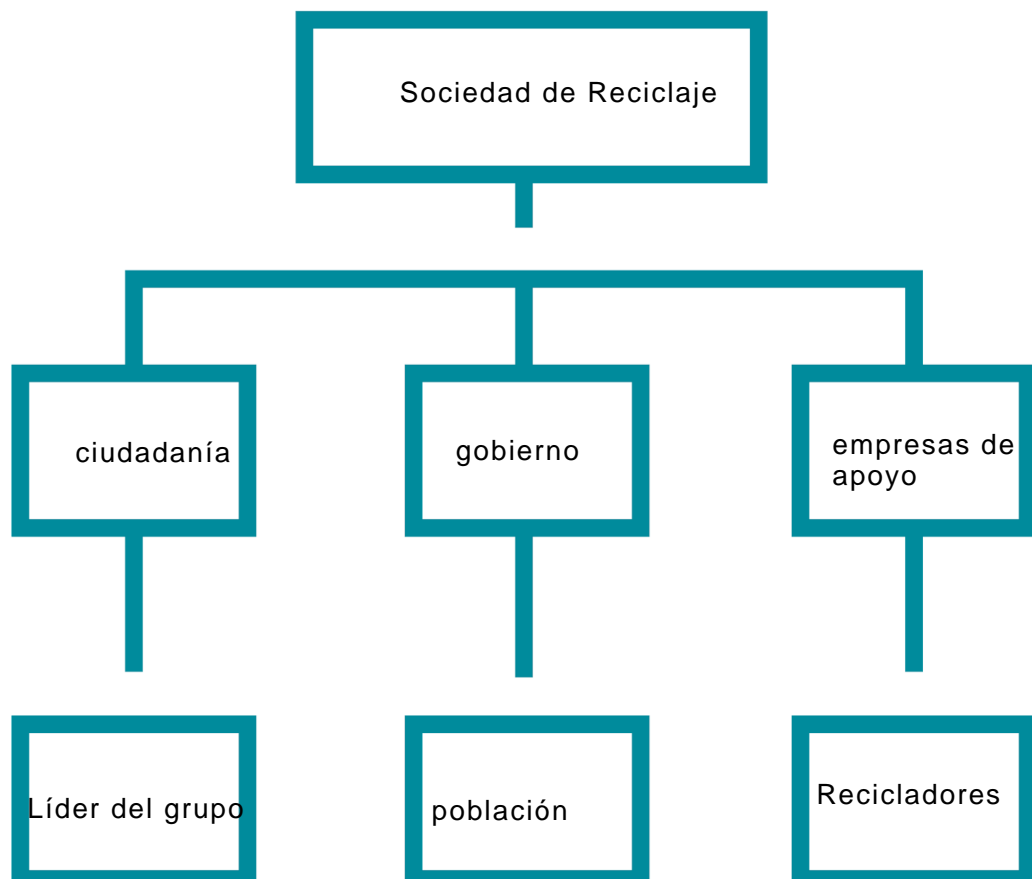 Sociedad de Reciclaje
ciudadanía
gobierno
empresas de
apoyo
Líder del grupo
población
Recicladores